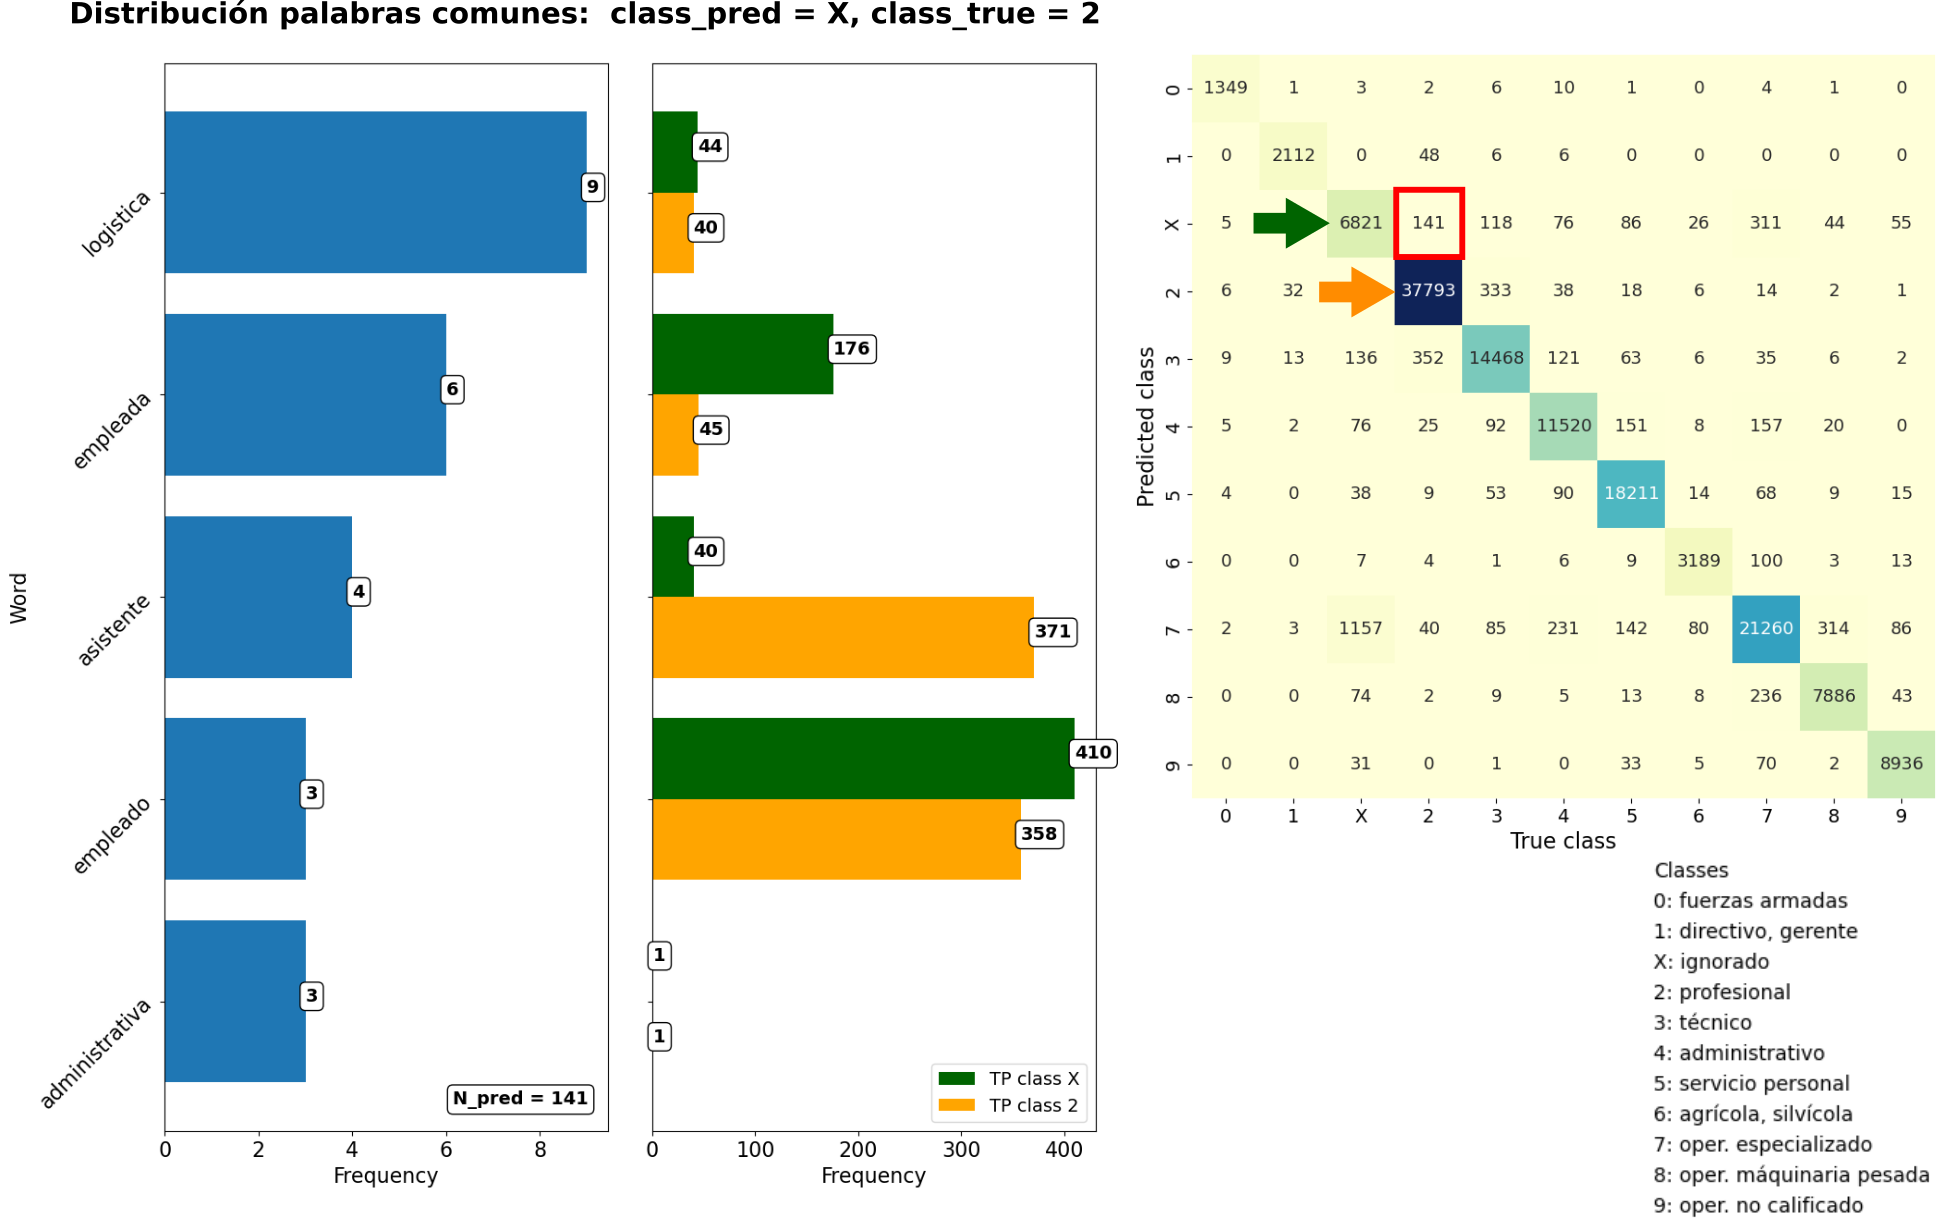 Distribución palabras comunes:  class_pred = X, class_true = 2
Word
logistica
empleada
asistente
empleado
administrativa
9
6
4
3
3
N_pred = 141
0 2 4 6 8
Frequency
44
40
176
45
40
371
410
358
1
1
TP class X
TP class 2
0 100 200 300 400
Frequency
Predicted class
0 1349 1 3 2 6 10 1 0 4 1 0
1 0 2112 0 48 6 6 0 0 0 0 0
X 5 6821 141 118 76 86 26 311 44 55
2 6 32 37793 333 38 18 6 14 2 1
3 9 13 136 352 14468 121 63 6 35 6 2
4 5 2 76 25 92 11520 151 8 157 20 0
5 4 0 38 9 53 90 18211 14 68 9 15
6 0 0 7 4 1 6 9 3189 100 3 13
7 2 3 1157 40 85 231 142 80 21260 314 86
8 0 0 74 2 9 5 13 8 236 7886 43
9 0 0 31 0 1 0 33 5 70 2 8936
0 1 X 2 3 4 5 6 7 8 9
True class
Classes
0: fuerzas armadas
1: directivo, gerente
X: ignorado
2: profesional
3: técnico
4: administrativo
5: servicio personal
6: agrícola, silvícola
7: oper. especializado
8: oper. máquinaria pesada
9: oper. no calificado